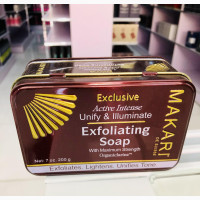 Exclusive
Active Intense
Unify & Illuminate
Exfoliating
Soap
With Maximum Strength
Net. 7 oz. 200 g
Exfoliates. Lightens. Unifies Tone
MAKARI